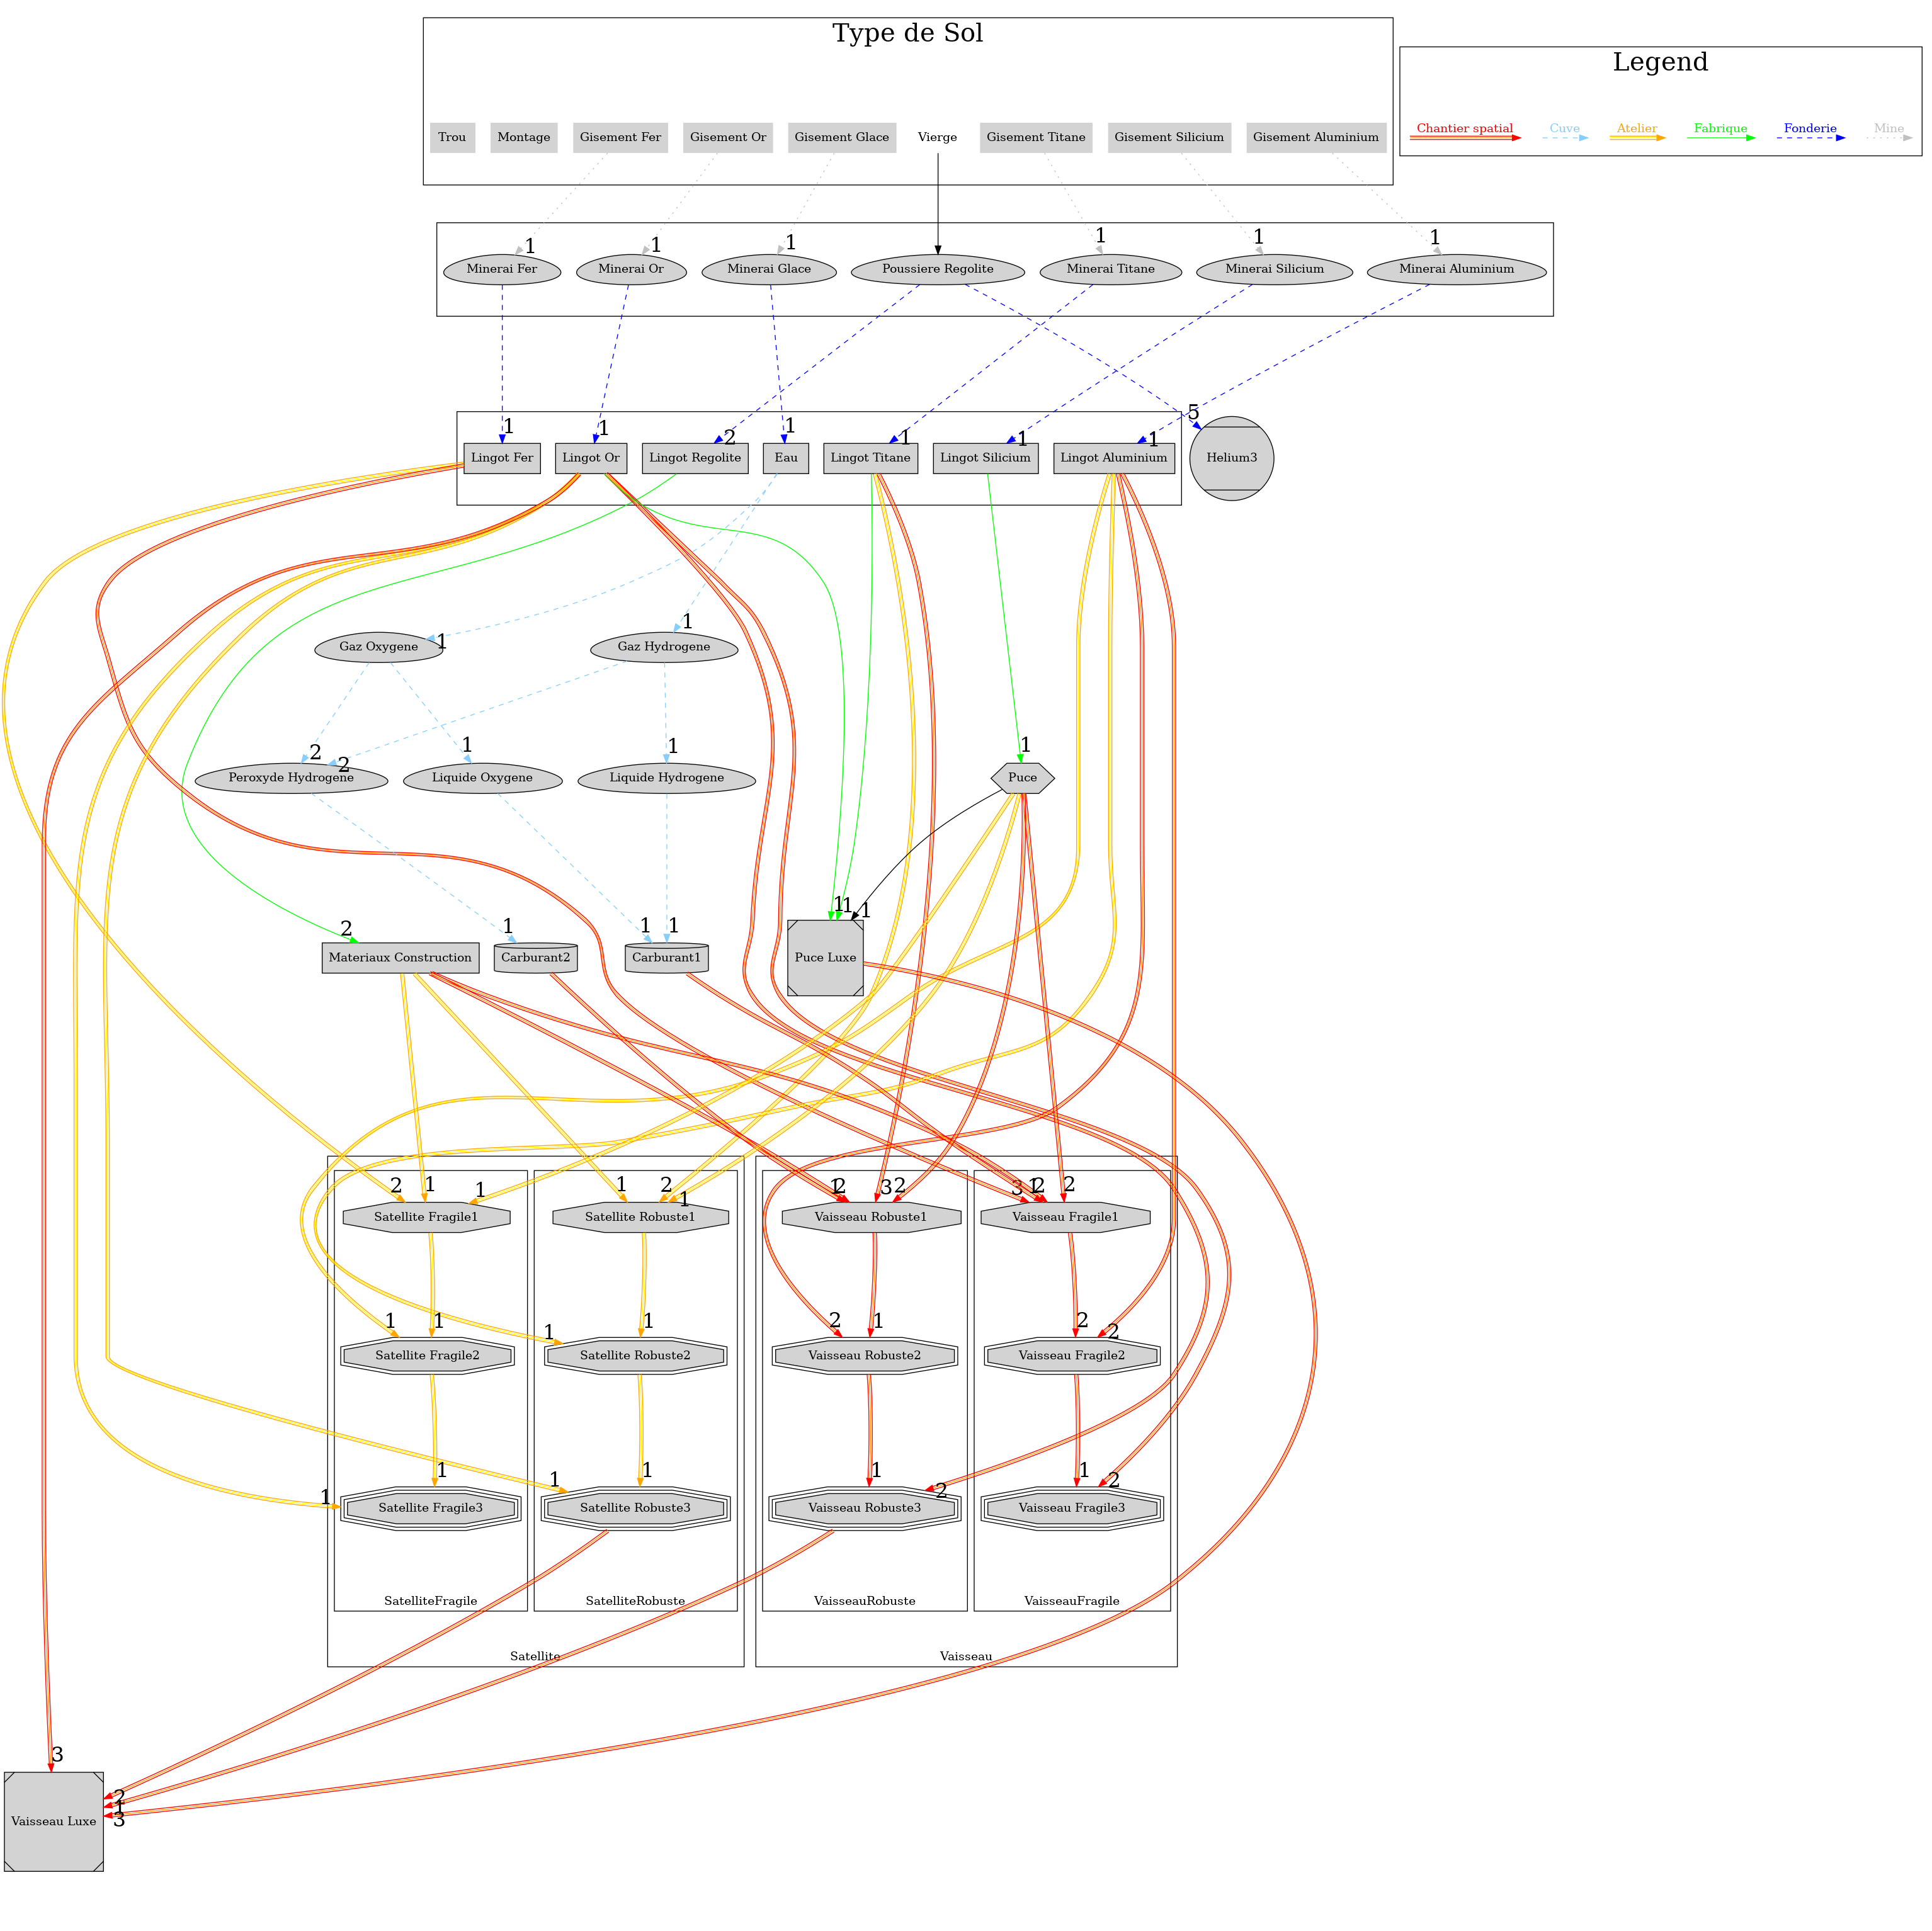 Type de Sol
Legend
Trou
Montage
Gisement Fer
Gisement Or
Gisement Glace
Vierge
Gisement Titane
Gisement Silicium
Gisement Aluminium
Chantier spatial
Cuve
Atelier
Fabrique
Fonderie
Mine
1
1
1
1
1
1
Minerai Fer
Minerai Or
Minerai Glace
Poussiere Regolite
Minerai Titane
Minerai Silicium
Minerai Aluminium
5
1
1
2
1
1
1
1
Lingot Fer
Lingot Or
Lingot Regolite
Eau
Lingot Titane
Lingot Silicium
Lingot Aluminium
Helium3
1
1
Gaz Oxygene
Gaz Hydrogene
2
2
1
1
1
Peroxyde Hydrogene
Liquide Oxygene
Liquide Hydrogene
Puce
1
1
1
2
1
1
1
Materiaux Construction
Carburant2
Carburant1
Puce Luxe
2
1
1
1
2
1
1
2
3
2
3
1
2
2
Satellite Fragile1
Satellite Robuste1
Vaisseau Robuste1
Vaisseau Fragile1
1
1
1
1
2
1
2
2
Satellite Fragile2
Satellite Robuste2
Vaisseau Robuste2
Vaisseau Fragile2
1
1
1
1
1
2
1
2
Satellite Fragile3
Satellite Robuste3
Vaisseau Robuste3
Vaisseau Fragile3
SatelliteFragile
SatelliteRobuste
VaisseauRobuste
VaisseauFragile
Satellite
Vaisseau
3
2
1
3
Vaisseau Luxe